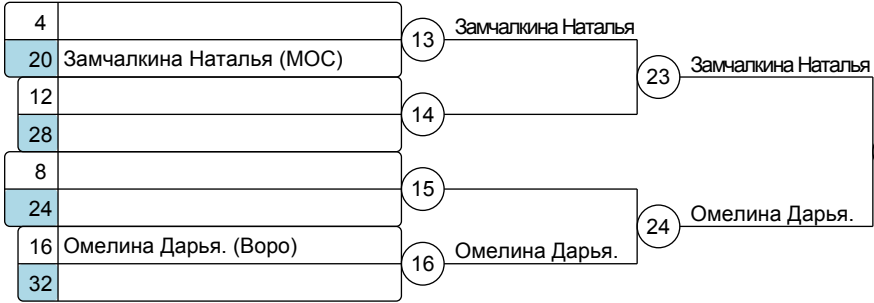 4
13 Замчалкина Наталья
20 Замчалкина Наталья (МОС)
23 Замчалкина Наталья
12
14
28
8
15
24
24 Омелина Дарья.
16 Омелина Дарья. (Воро)
16 Омелина Дарья.
32